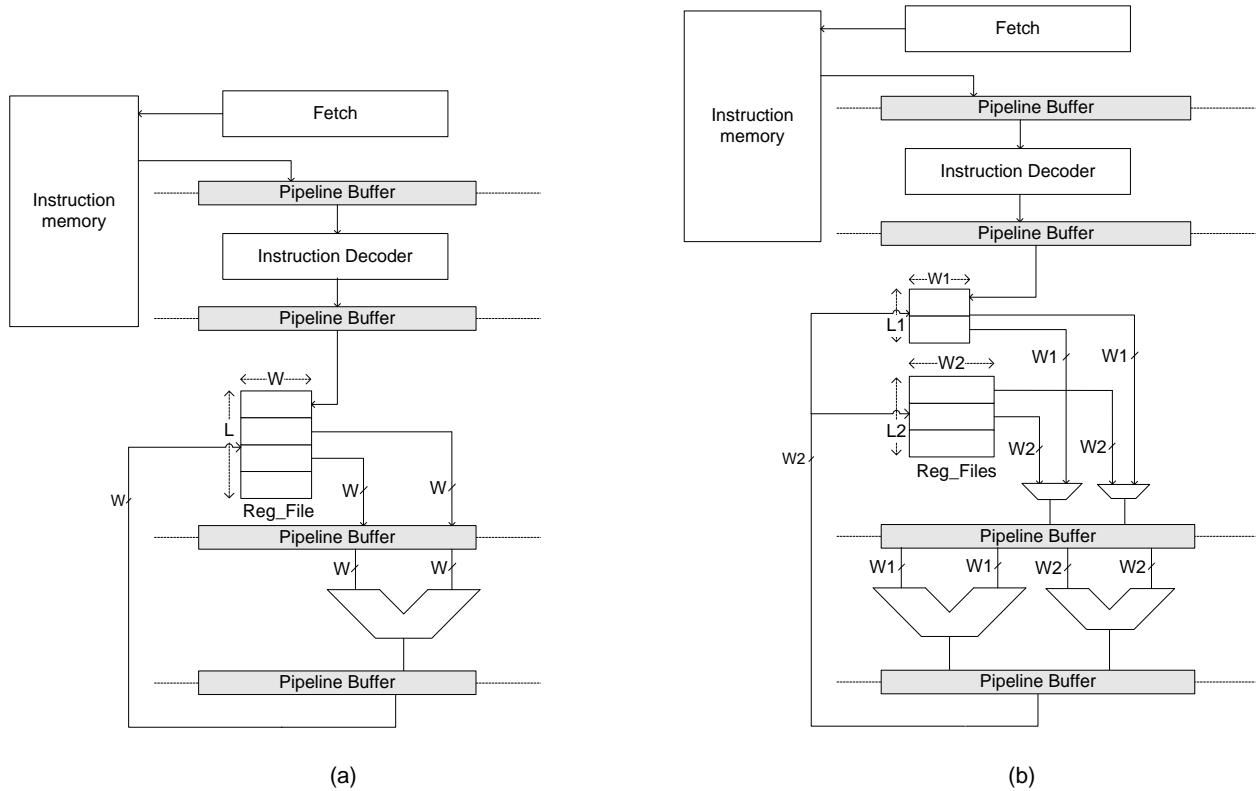 Fetch
Instruction
memory
Pipeline Buffer
Instruction Decoder
Pipeline Buffer
W
L
W
W
W
Reg_File
Pipeline Buffer
W
W
Pipeline Buffer
(a)
Fetch
Instruction
memory
Pipeline Buffer
Instruction Decoder
Pipeline Buffer
W1
L1
W1
W1
W2
L2
W2
W2
W2
Reg_Files
Pipeline Buffer
W1
W1
W2
W2
Pipeline Buffer
(b)